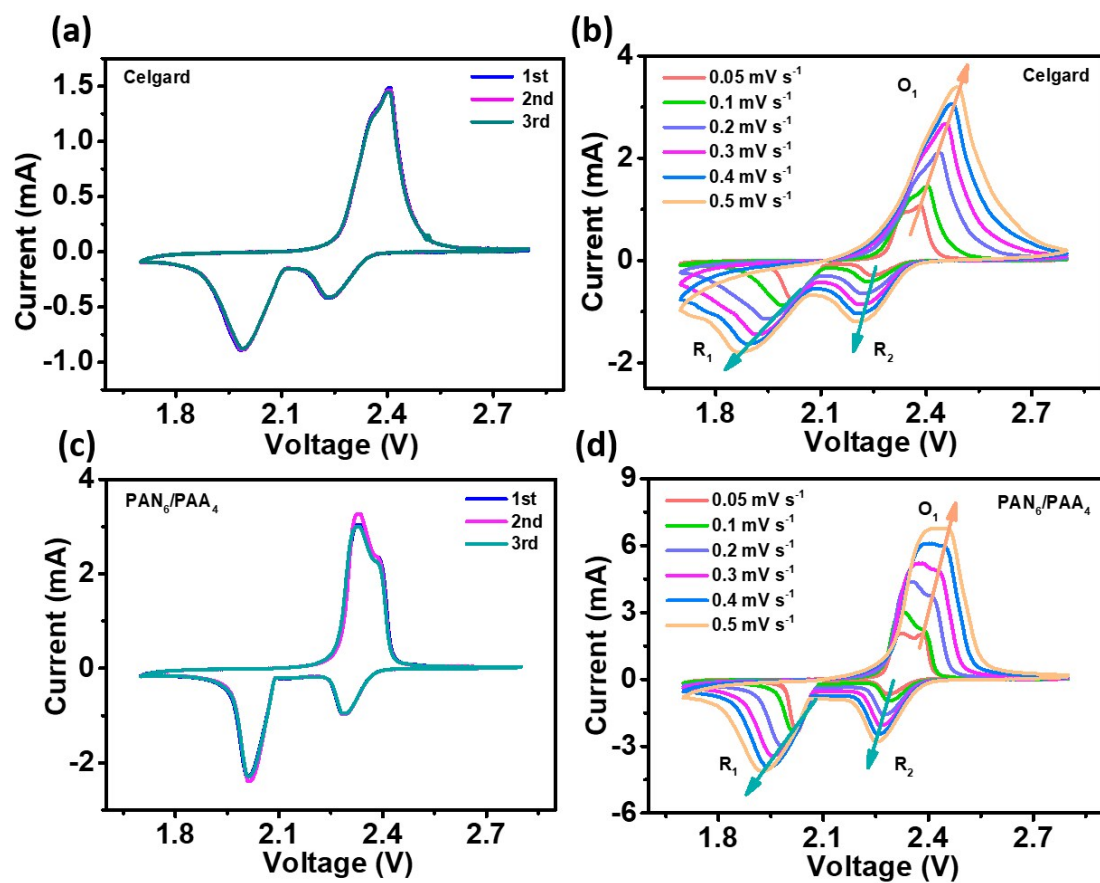 (a)
Celgard
1st
2nd
3rd
1.5
1.0
0.5
0.0
-0.5
-1.0
Current (mA)
1.8
2.1
2.4
2.7
Voltage (V)
(b)
0.05 mV s⁻¹
0.1 mV s⁻¹
0.2 mV s⁻¹
0.3 mV s⁻¹
0.4 mV s⁻¹
0.5 mV s⁻¹
Celgard
O₁
R₁
R₂
4
2
0
-2
Current (mA)
1.8
2.1
2.4
2.7
Voltage (V)
(c)
PAN₆/PAA₄
1st
2nd
3rd
4
2
0
-2
Current (mA)
1.8
2.1
2.4
2.7
Voltage (V)
(d)
0.05 mV s⁻¹
0.1 mV s⁻¹
0.2 mV s⁻¹
0.3 mV s⁻¹
0.4 mV s⁻¹
0.5 mV s⁻¹
PAN₆/PAA₄
O₁
R₁
R₂
9
6
3
0
-3
-6
Current (mA)
1.8
2.1
2.4
2.7
Voltage (V)